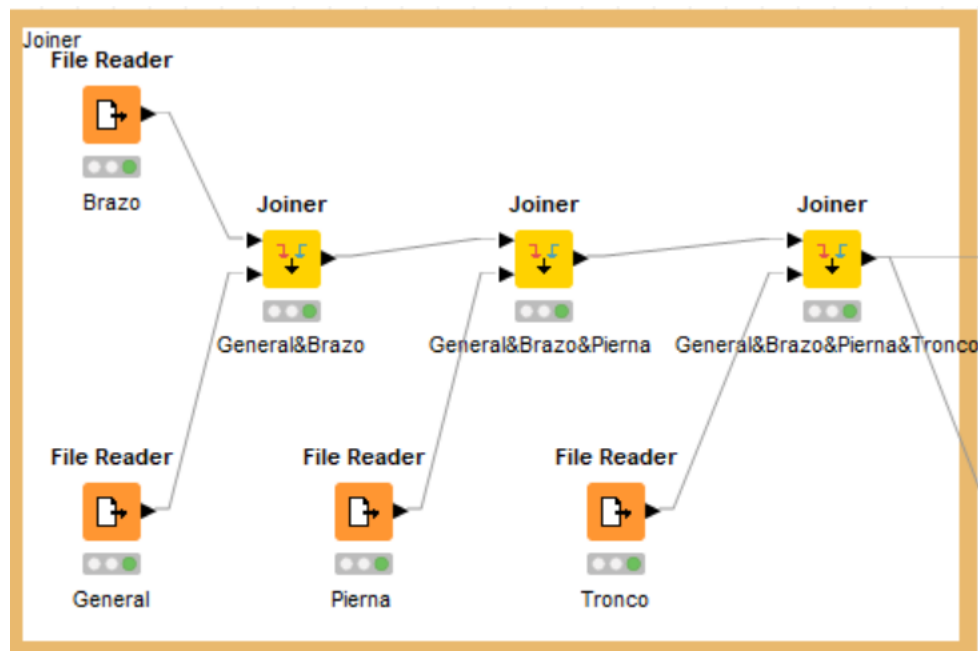 Joiner
File Reader
Brazo
Joiner
Joiner
Joiner
General&Brazo
General&Brazo&Pierna
General&Brazo&Pierna&Tronco
File Reader
File Reader
File Reader
General
Pierna
Tronco